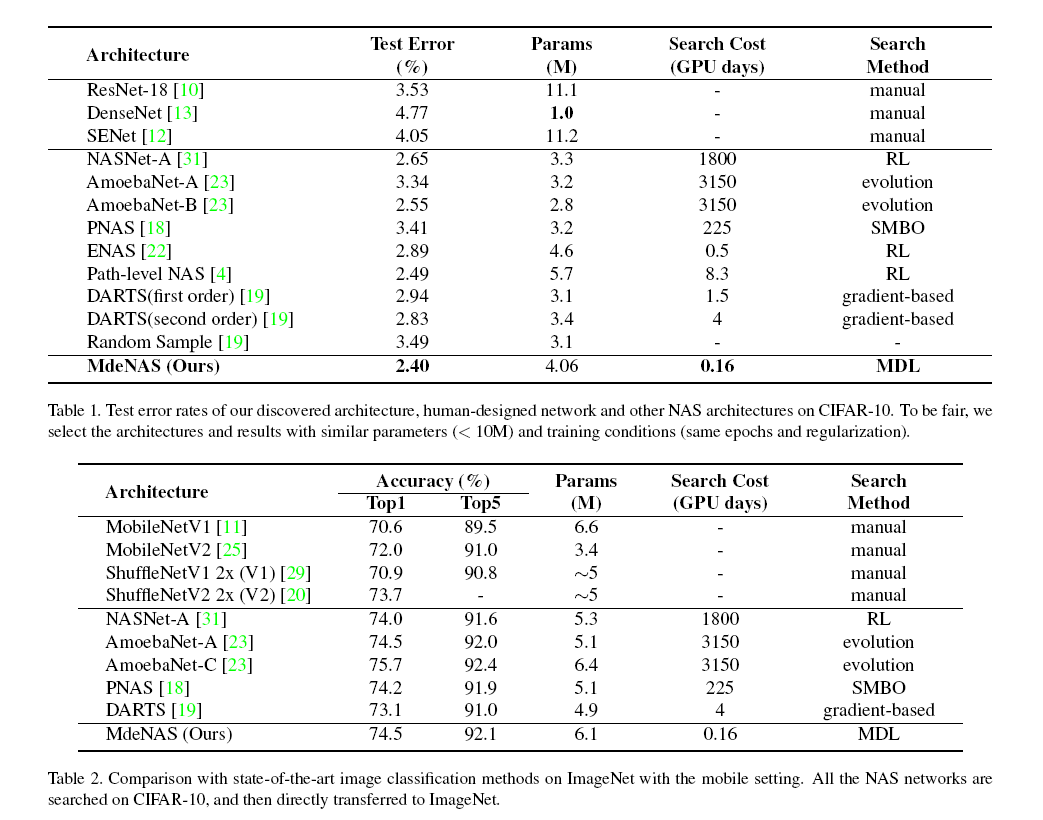 Architecture Test Error Params Search Cost Search
(%) (M) (GPU days) Method
ResNet-18 [10] 3.53 11.1 - manual
DenseNet [13] 4.77 1.0 - manual
SENet [12] 4.05 11.2 - manual
NASNet-A [31] 2.65 3.3 1800 RL
AmoebaNet-A [23] 3.34 3.2 3150 evolution
AmoebaNet-B [23] 2.55 2.8 3150 evolution
PNAS [18] 3.41 3.2 225 SMBO
ENAS [22] 2.89 4.6 0.5 RL
Path-level NAS [4] 2.49 5.7 8.3 RL
DARTS(first order) [19] 2.94 3.1 1.5 gradient-based
DARTS(second order) [19] 2.83 3.4 4 gradient-based
Random Sample [19] 3.49 3.1 - -
MdeNAS (Ours) 2.40 4.06 0.16 MDL
Table 1. Test error rates of our discovered architecture, human-designed network and other NAS architectures on CIFAR-10. To be fair, we
select the architectures and results with similar parameters (< 10M) and training conditions (same epochs and regularization).
Architecture Accuracy (%) Params Search Cost Search
Top1 Top5 (M) (GPU days) Method
MobileNetV1 [11] 70.6 89.5 6.6 - manual
MobileNetV2 [25] 72.0 91.0 3.4 - manual
ShuffleNetV1 2x (V1) [29] 70.9 90.8 ~5 - manual
ShuffleNetV2 2x (V2) [20] 73.7 - ~5 - manual
NASNet-A [31] 74.0 91.6 5.3 1800 RL
AmoebaNet-A [23] 74.5 92.0 5.1 3150 evolution
AmoebaNet-C [23] 75.7 92.4 6.4 3150 evolution
PNAS [18] 74.2 91.9 5.1 225 SMBO
DARTS [19] 73.1 91.0 4.9 4 gradient-based
MdeNAS (Ours) 74.5 92.1 6.1 0.16 MDL
Table 2. Comparison with state-of-the-art image classification methods on ImageNet with the mobile setting. All the NAS networks are
searched on CIFAR-10, and then directly transferred to ImageNet.